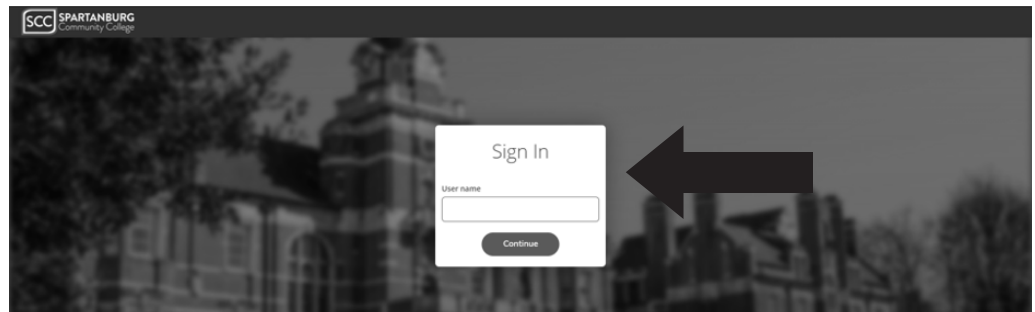 SCC SPARTANBURG
Community College
Sign In
User name
Continue